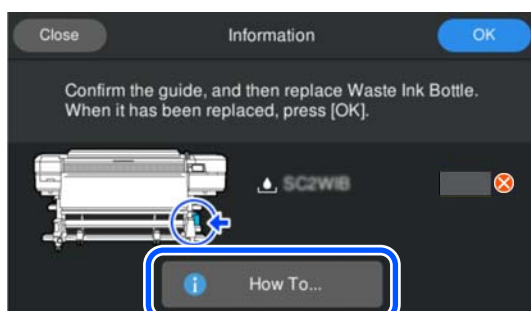 Close
Information
OK
Confirm the guide, and then replace Waste Ink Bottle.
When it has been replaced, press [OK].
SC2WIB
How To...